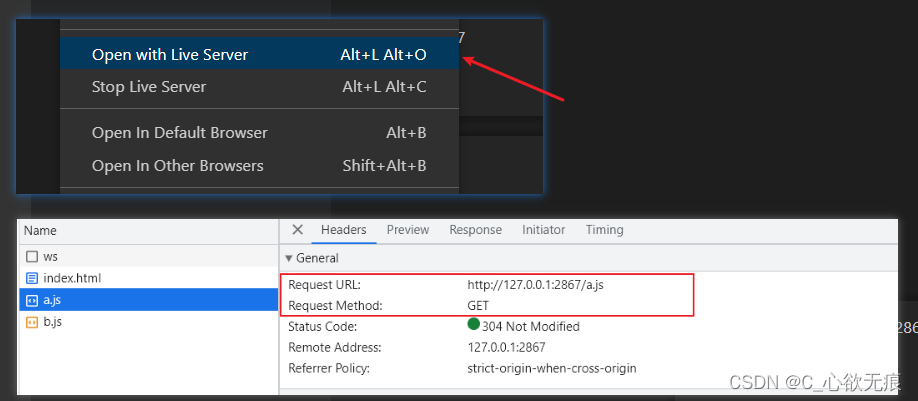 7
Open with Live Server Alt+L Alt+O
Stop Live Server Alt+L Alt+C
Open In Default Browser Alt+B
Open In Other Browsers Shift+Alt+B
Name
ws
index.html
a.js
b.js
Headers Preview Response Initiator Timing
General
Request URL: http://127.0.0.1:2867/a.js
Request Method: GET
Status Code: 304 Not Modified
Remote Address: 127.0.0.1:2867
Referrer Policy: strict-origin-when-cross-origin
CSDN @C_心欲无痕